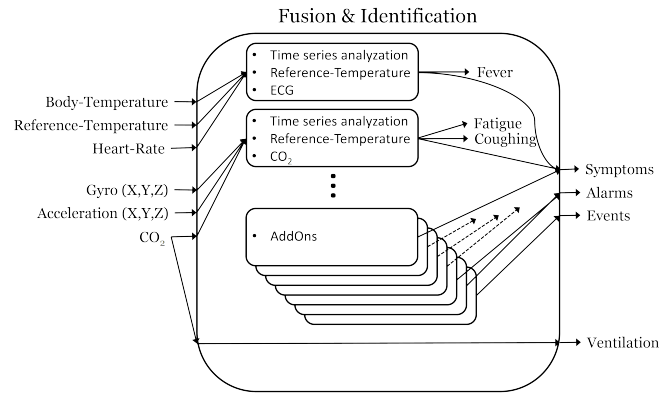 Fusion & Identification
• Time series analyzation
• Reference-Temperature
• ECG
Fever
Body-Temperature
Reference-Temperature
Heart-Rate
• Time series analyzation
• Reference-Temperature
• CO₂
Fatigue
Coughing
Gyro (X,Y,Z)
Acceleration (X,Y,Z)
CO₂
• AddOns
Symptoms
Alarms
Events
Ventilation